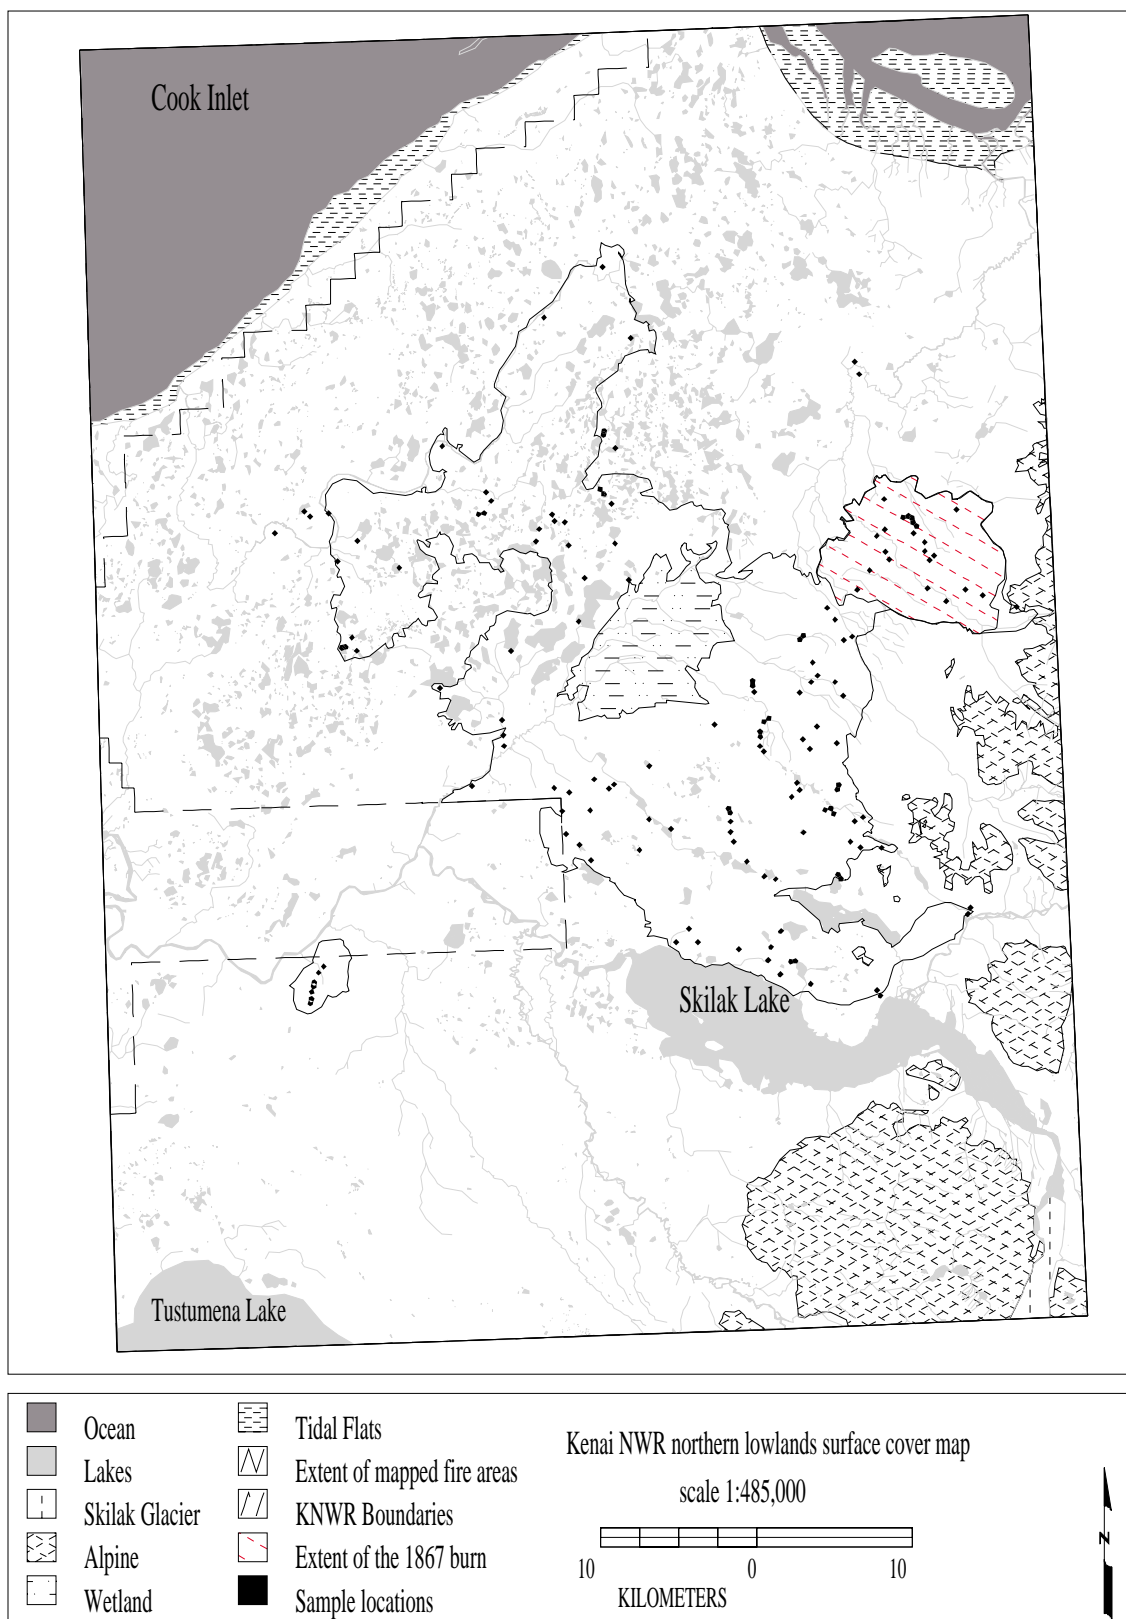 Cook Inlet
Skilak Lake
Tustumena Lake
Ocean
Lakes
Skilak Glacier
Alpine
Wetland
Tidal Flats
Extent of mapped fire areas
KNWR Boundaries
Extent of the 1867 burn
Sample locations
Kenai NWR northern lowlands surface cover map
scale 1:485,000
10 0 10
KILOMETERS
N